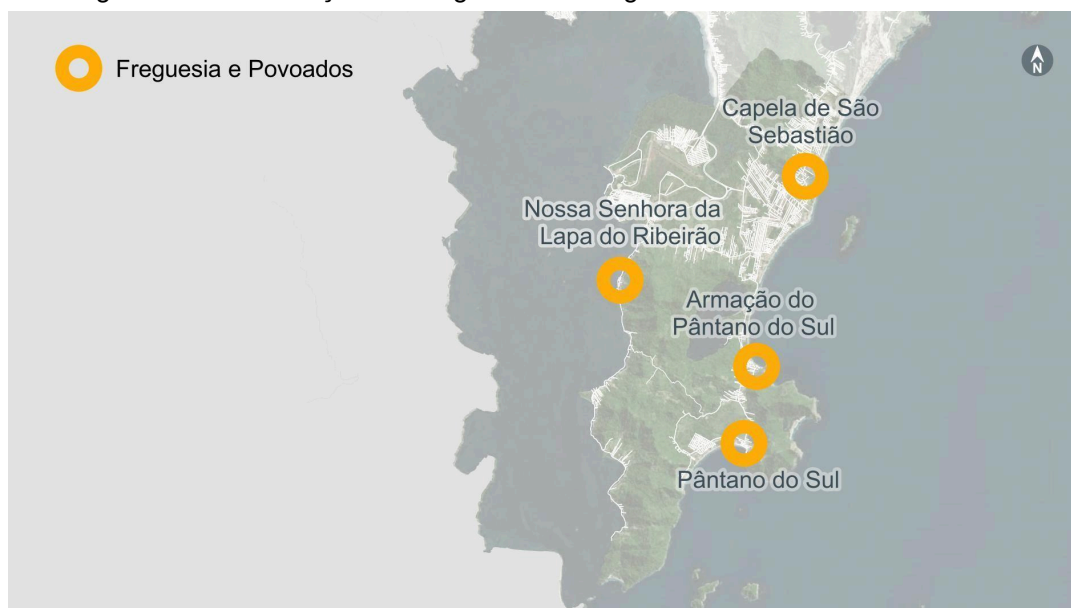 Freguesia e Povoados
N
Capela de São
Sebastião
Nossa Senhora da
Lapa do Ribeirão
Armação do
Pântano do Sul
Pântano do Sul